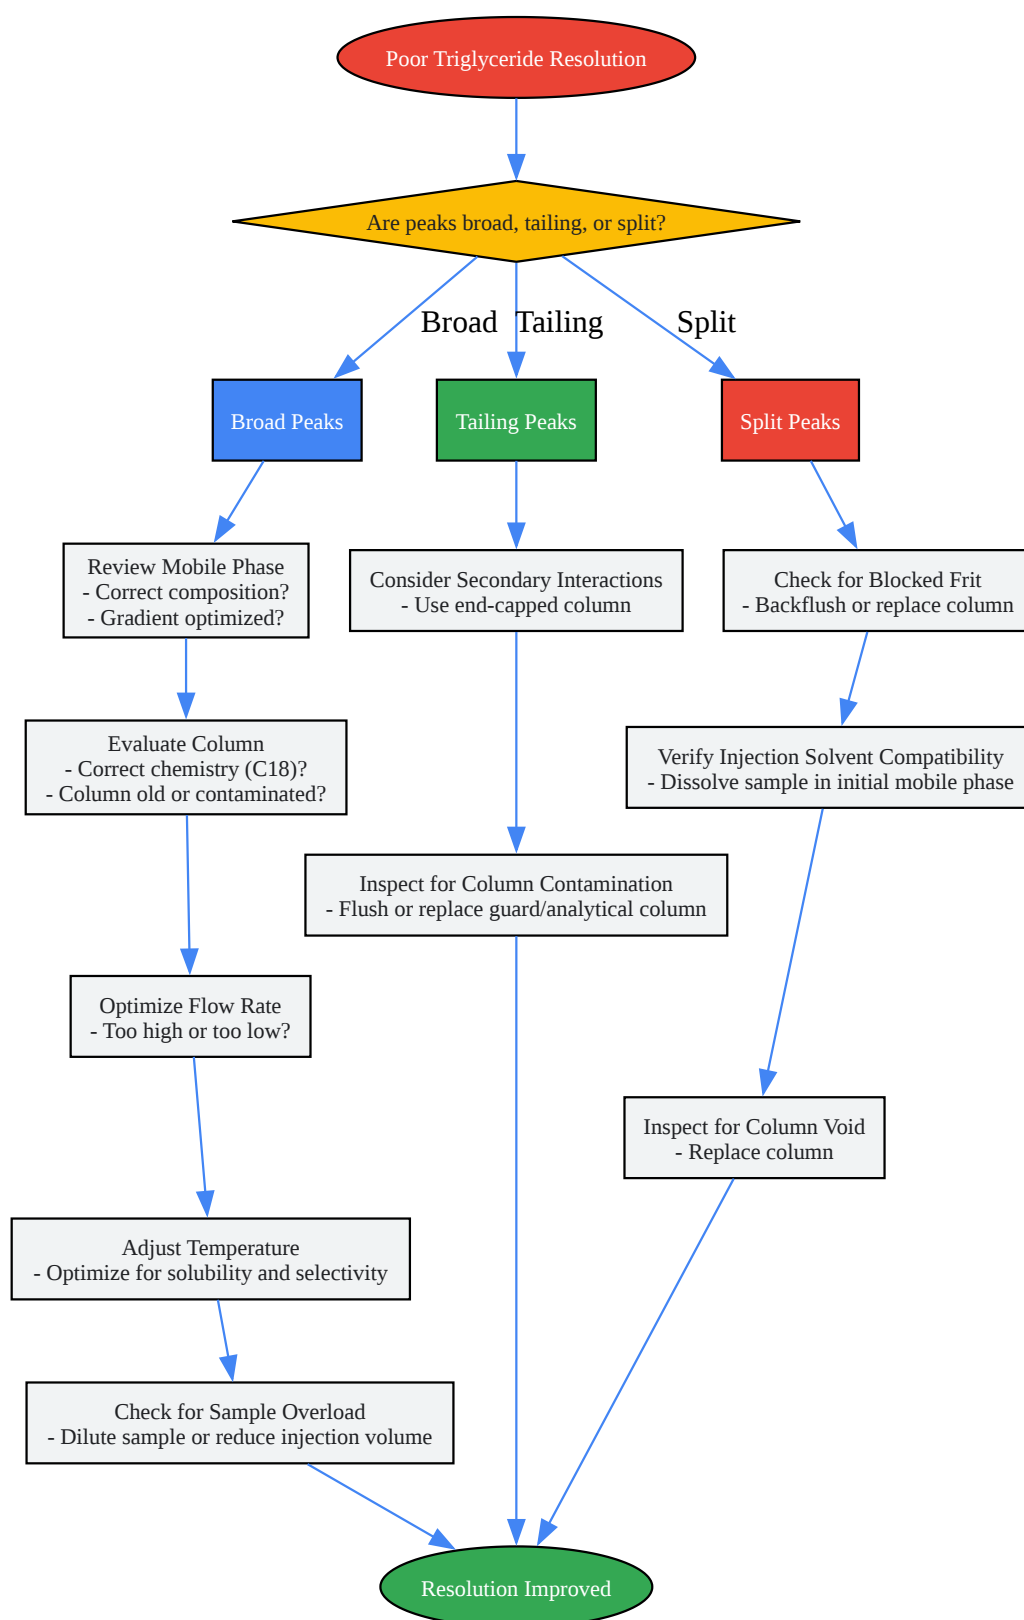 Poor Triglyceride Resolution
Are peaks broad, tailing, or split?
Broad
Tailing
Split
Broad Peaks
Tailing Peaks
Split Peaks
Review Mobile Phase
- Correct composition?
- Gradient optimized?
Consider Secondary Interactions
- Use end-capped column
Check for Blocked Frit
- Backflush or replace column
Evaluate Column
- Correct chemistry (C18)?
- Column old or contaminated?
Verify Injection Solvent Compatibility
- Dissolve sample in initial mobile phase
Inspect for Column Contamination
- Flush or replace guard/analytical column
Optimize Flow Rate
- Too high or too low?
Inspect for Column Void
- Replace column
Adjust Temperature
- Optimize for solubility and selectivity
Check for Sample Overload
- Dilute sample or reduce injection volume
Resolution Improved